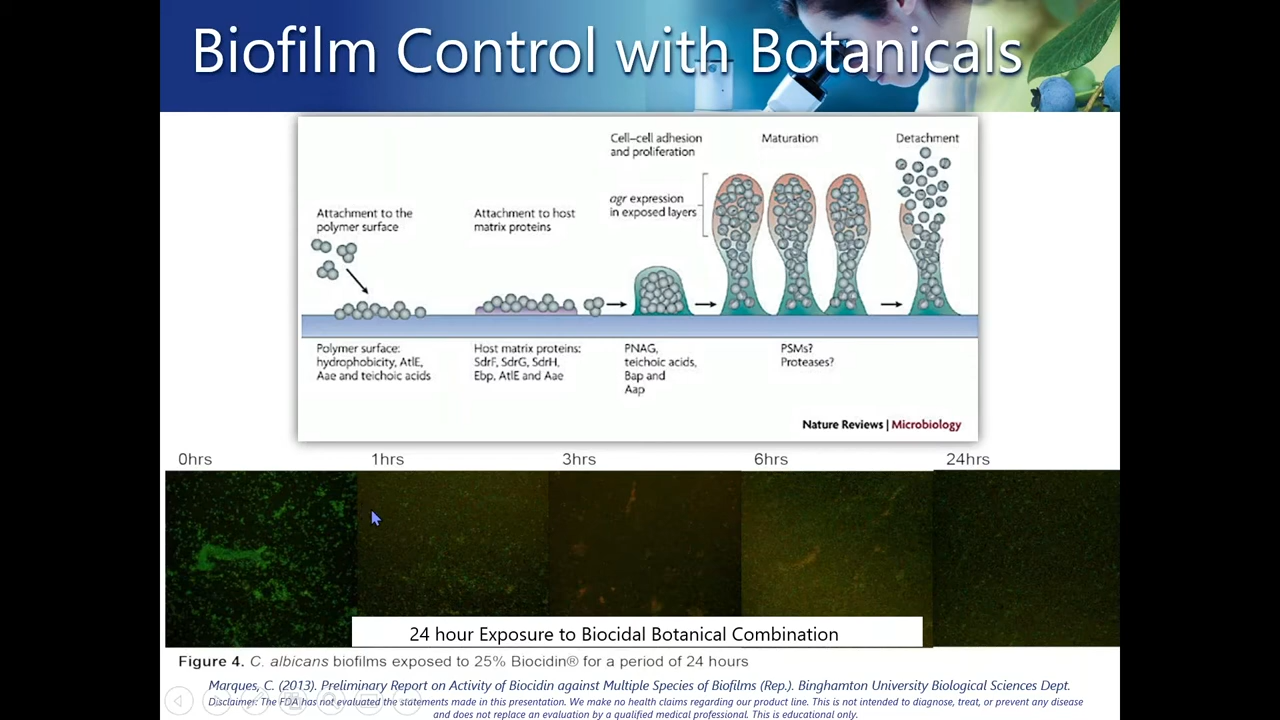 Biofilm Control with Botanicals
Cell–cell adhesion
and proliferation
Maturation
Detachment
agr expression
in exposed layers
Attachment to the
polymer surface
Attachment to host
matrix proteins
Polymer surface:
hydrophobicity, AtlE,
Aae and teichoic acids
Host matrix proteins:
SdrF, SdrG, SdrH,
Ebp, AtlE and Aae
PNAG,
teichoic acids,
Bap and
Aap
PSMs?
Proteases?
Nature Reviews | Microbiology
0hrs
1hrs
3hrs
6hrs
24hrs
24 hour Exposure to Biocidal Botanical Combination
Figure 4. C. albicans biofilms exposed to 25% Biocidin® for a period of 24 hours
Marques, C. (2013). Preliminary Report on Activity of Biocidin against Multiple Species of Biofilms (Rep.). Binghamton University Biological Sciences Dept.
Disclaimer: The FDA has not evaluated the statements made in this presentation. We make no health claims regarding our product line. This is not intended to diagnose, treat, or prevent any disease
and does not replace an evaluation by a qualified medical professional. This is educational only.